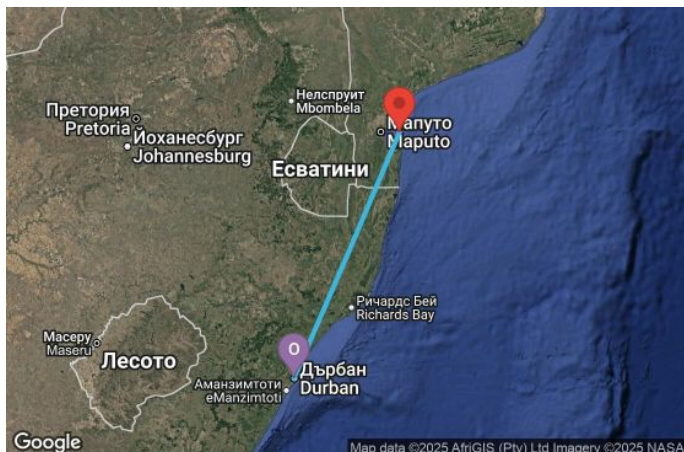 Нелспруит
Mbombela
Претория
Pretoria
Йоханесбург
Johannesburg
Мапуто
Maputo
Есватини
Ричардс Бей
Richards Bay
Масеру
Maseru
Лесото
O
Дърбан
Durban
Аманзимтоти
eManzimtoti
Google
Map data ©2025 AfriGIS (Pty) Ltd Imagery ©2025 NASA